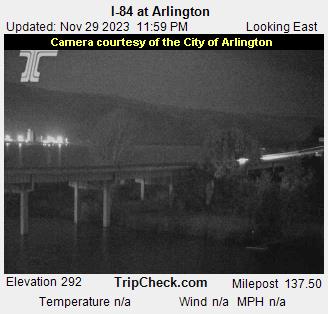 I-84 at Arlington
Updated: Nov 29 2023 11:59 PM Looking East
Camera courtesy of the City of Arlington
Elevation 292 TripCheck.com Milepost 137.50
Temperature n/a Wind n/a MPH n/a